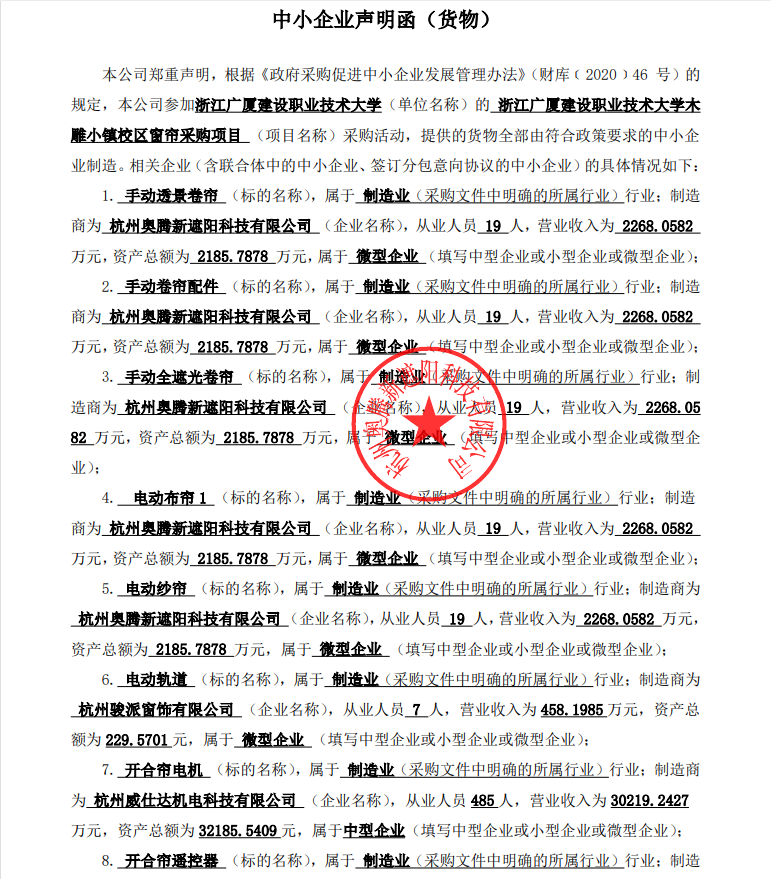 中小企业声明函（货物）
本公司郑重声明，根据《政府采购促进中小企业发展管理办法》（财库﹝2020﹞46 号）的
规定，本公司参加浙江广厦建设职业技术大学（单位名称）的 浙江广厦建设职业技术大学木
雕小镇校区窗帘采购项目 （项目名称）采购活动，提供的货物全部由符合政策要求的中小企
业制造。相关企业（含联合体中的中小企业、签订分包意向协议的中小企业）的具体情况如下：
1. 手动透景卷帘 （标的名称），属于 制造业（采购文件中明确的所属行业）行业；制造
商为 杭州奥腾新遮阳科技有限公司 （企业名称），从业人员 19 人，营业收入为 2268.0582
万元，资产总额为 2185.7878 万元，属于 微型企业 （填写中型企业或小型企业或微型企业）；
2. 手动卷帘配件 （标的名称），属于 制造业（采购文件中明确的所属行业）行业；制造
商为 杭州奥腾新遮阳科技有限公司 （企业名称），从业人员 19 人，营业收入为 2268.0582
万元，资产总额为 2185.7878 万元，属于 微型企业 （填写中型企业或小型企业或微型企业）；
3. 手动全遮光卷帘 （标的名称），属于 制造业（采购文件中明确的所属行业）行业；制
造商为 杭州奥腾新遮阳科技有限公司 （企业名称），从业人员 19 人，营业收入为 2268.05
82 万元，资产总额为 2185.7878 万元，属于 微型企业 （填写中型企业或小型企业或微型企
业）；
杭州奥腾新遮阳科技有限公司
4. 电动布帘 1 （标的名称），属于 制造业（采购文件中明确的所属行业）行业；制造
商为 杭州奥腾新遮阳科技有限公司 （企业名称），从业人员 19 人，营业收入为 2268.0582
万元，资产总额为 2185.7878 万元，属于 微型企业 （填写中型企业或小型企业或微型企业）；
5. 电动纱帘 （标的名称），属于 制造业（采购文件中明确的所属行业）行业；制造商为
杭州奥腾新遮阳科技有限公司 （企业名称），从业人员 19 人，营业收入为 2268.0582 万元，
资产总额为 2185.7878 万元，属于 微型企业 （填写中型企业或小型企业或微型企业）；
6. 电动轨道 （标的名称），属于 制造业（采购文件中明确的所属行业）行业；制造商为
杭州骏派窗饰有限公司 （企业名称），从业人员 7 人，营业收入为 458.1985 万元，资产总
额为 229.5701 元，属于 微型企业 （填写中型企业或小型企业或微型企业）；
7. 开合帘电机 （标的名称），属于 制造业（采购文件中明确的所属行业）行业；制造商
为 杭州威仕达机电科技有限公司 （企业名称），从业人员 485 人，营业收入为 30219.2427
万元，资产总额为 32185.5409 元，属于中型企业（填写中型企业或小型企业或微型企业）；
8. 开合帘遥控器 （标的名称），属于 制造业（采购文件中明确的所属行业）行业；制造